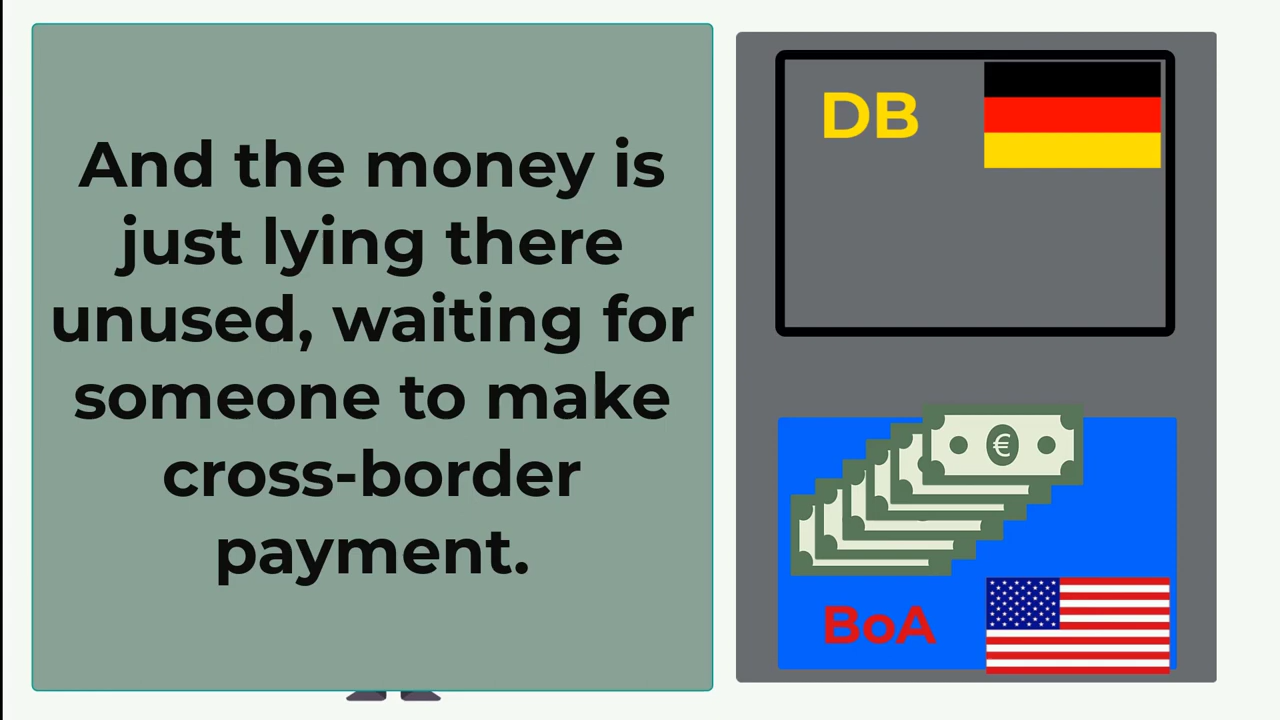 And the money is
just lying there
unused, waiting for
someone to make
cross-border
payment.
DB
€
BoA